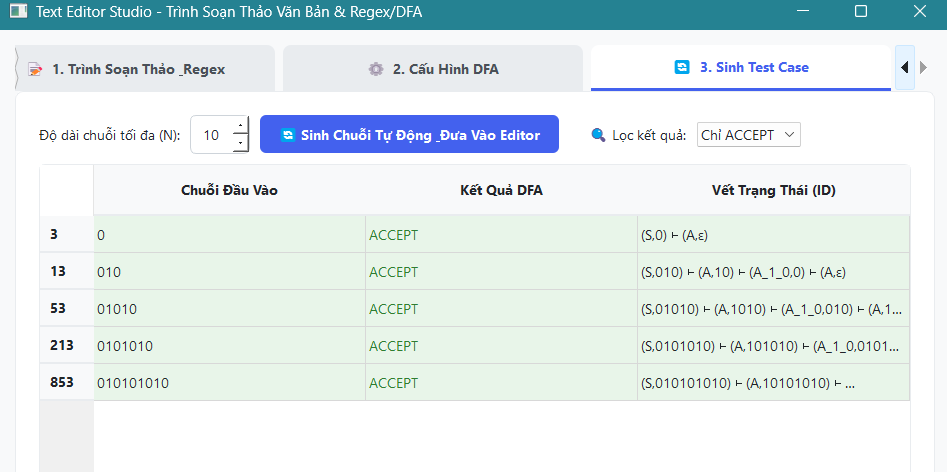 Text Editor Studio - Trình Soạn Thảo Văn Bản & Regex/DFA
1. Trình Soạn Thảo _Regex
2. Cấu Hình DFA
3. Sinh Test Case
Độ dài chuỗi tối đa (N): 10 Sinh Chuỗi Tự Động _Đưa Vào Editor Lọc kết quả: Chỉ ACCEPT
Chuỗi Đầu Vào Kết Quả DFA Vết Trạng Thái (ID)
3 0 ACCEPT (S,0) ⊢ (A,ε)
13 010 ACCEPT (S,010) ⊢ (A,10) ⊢ (A_1_0,0) ⊢ (A,ε)
53 01010 ACCEPT (S,01010) ⊢ (A,1010) ⊢ (A_1_0,010) ⊢ (A,1...
213 0101010 ACCEPT (S,0101010) ⊢ (A,101010) ⊢ (A_1_0,0101...
853 010101010 ACCEPT (S,010101010) ⊢ (A,10101010) ⊢ ...